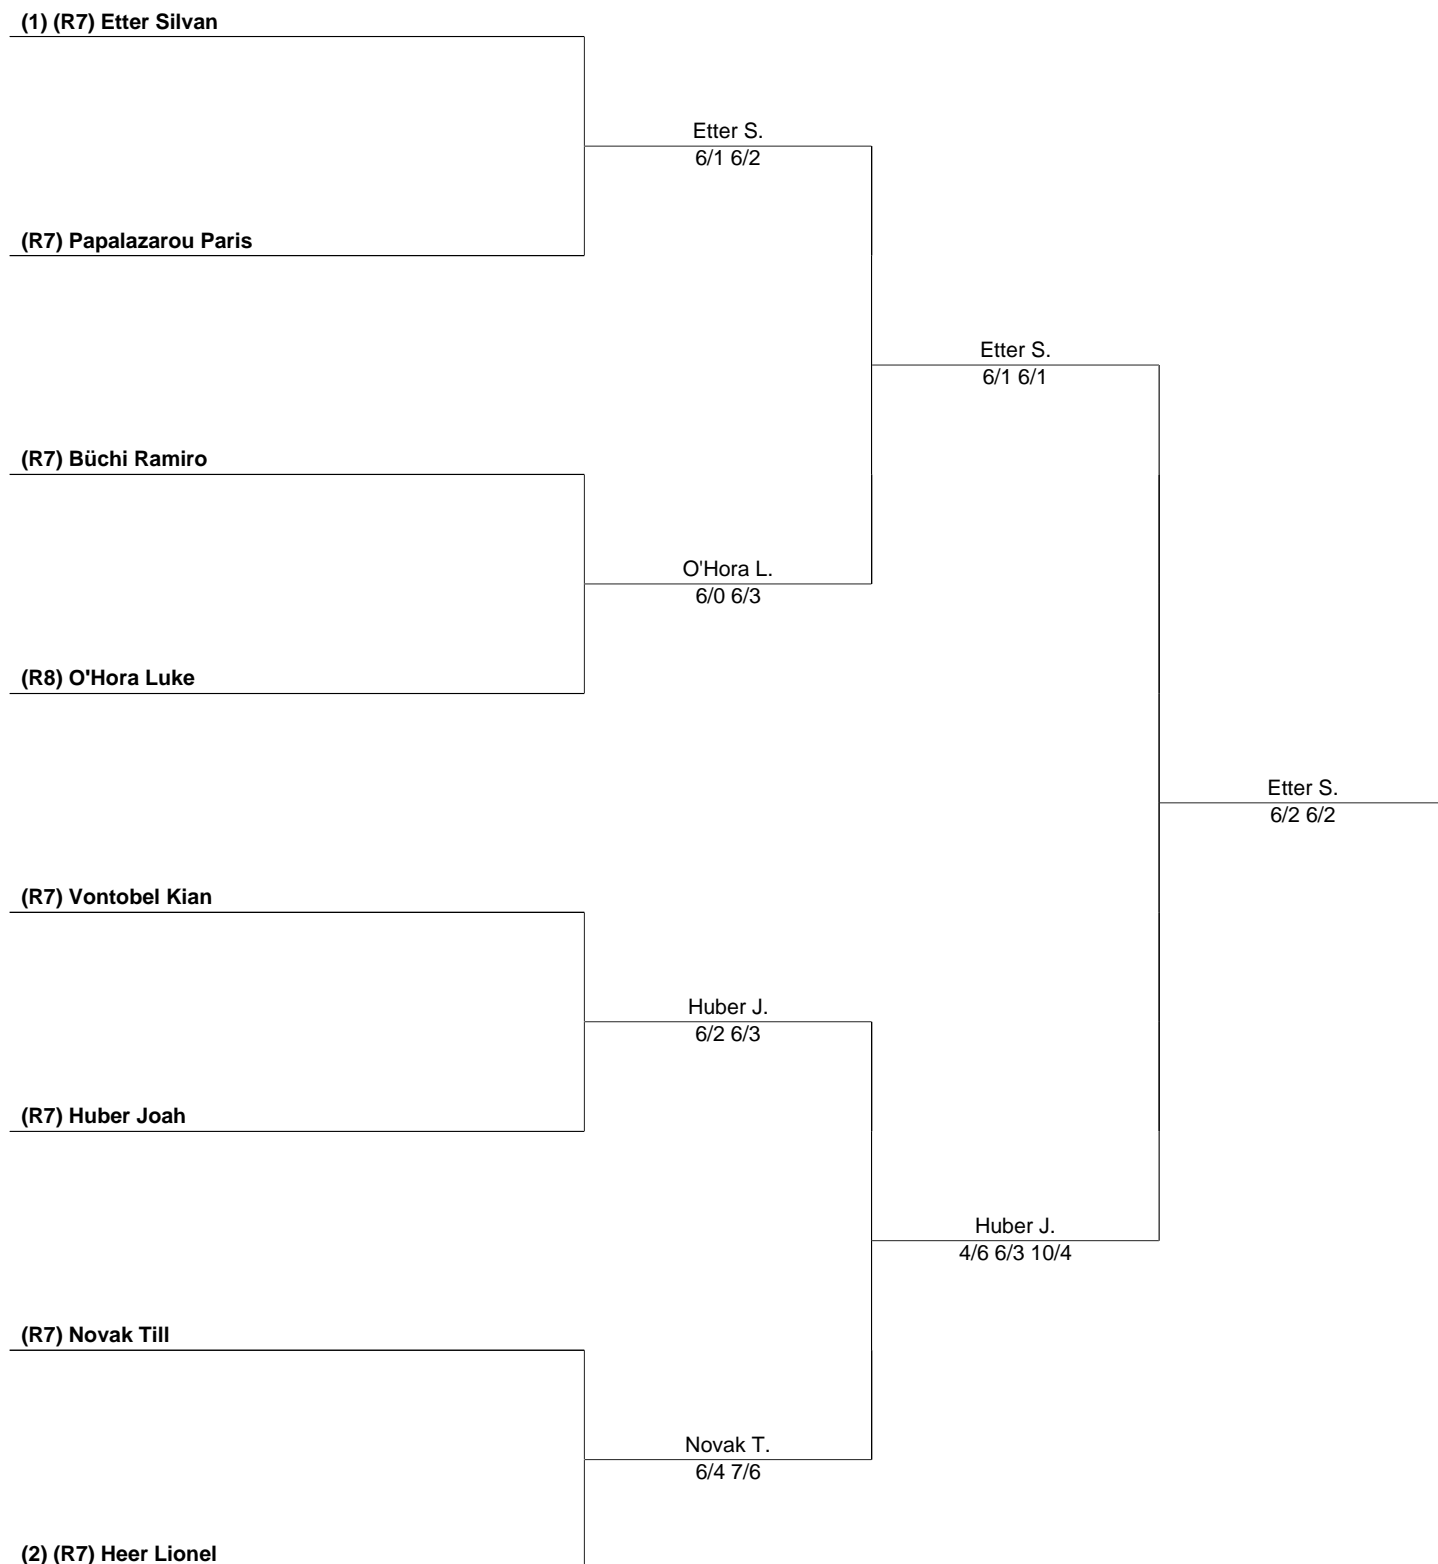 (1) (R7) Etter Silvan
Etter S.
6/1 6/2
(R7) Papalazarou Paris
Etter S.
6/1 6/1
(R7) Büchi Ramiro
O'Hora L.
6/0 6/3
(R8) O'Hora Luke
Etter S.
6/2 6/2
(R7) Vontobel Kian
Huber J.
6/2 6/3
(R7) Huber Joah
Huber J.
4/6 6/3 10/4
(R7) Novak Till
Novak T.
6/4 7/6
(2) (R7) Heer Lionel